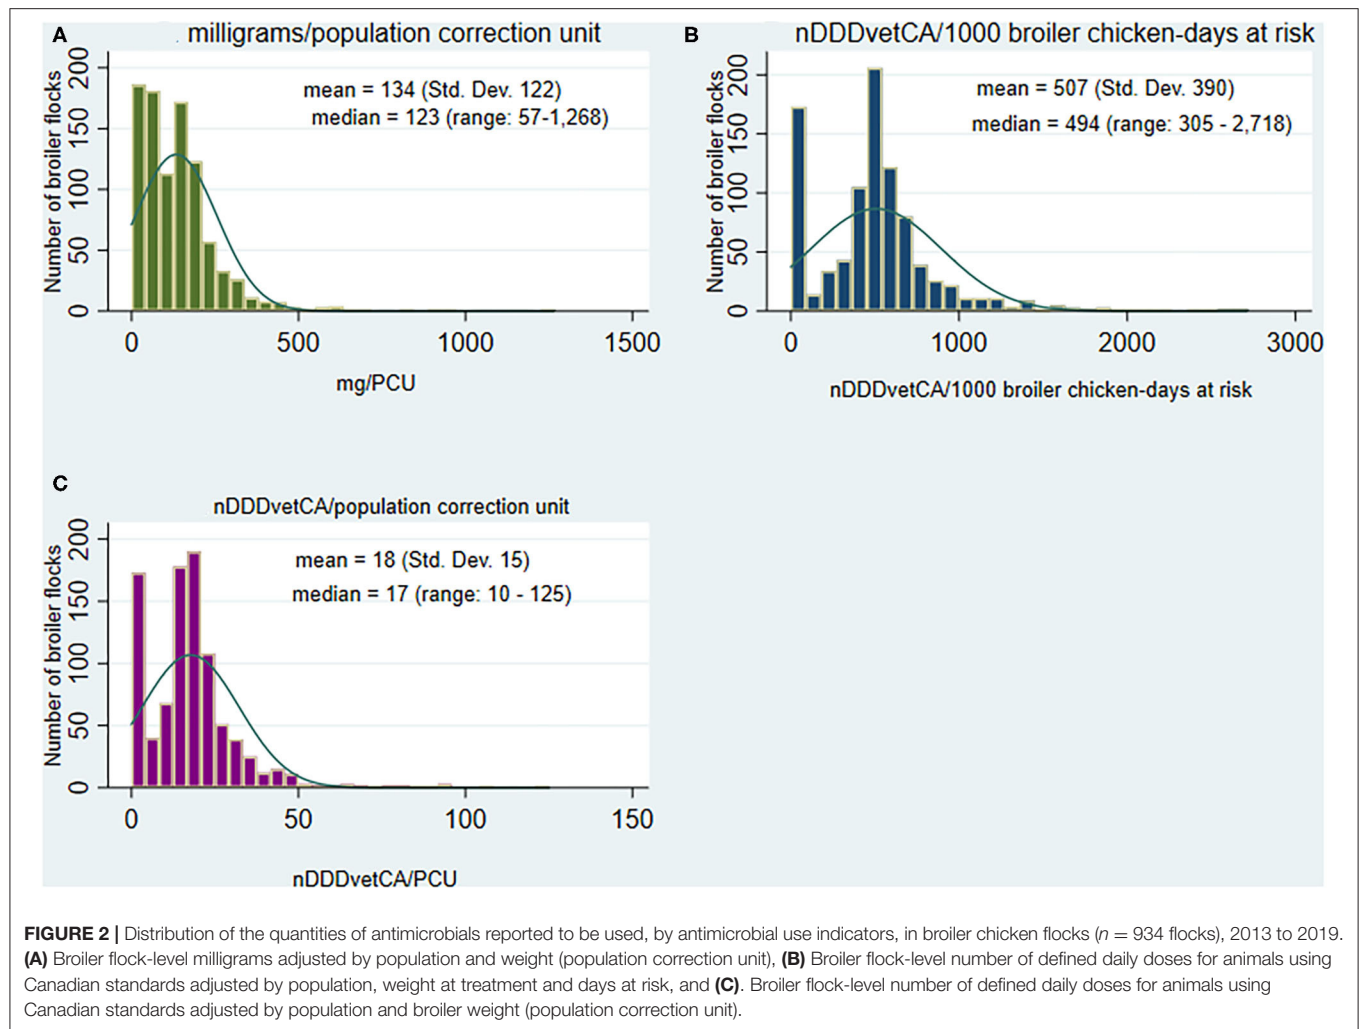 A
milligrams/population correction unit
mean = 134 (Std. Dev. 122)
median = 123 (range: 57-1,268)
Number of broiler flocks
200
150
100
50
0
0 500 1000 1500
mg/PCU
B
nDDDvetCA/1000 broiler chicken-days at risk
mean = 507 (Std. Dev. 390)
median = 494 (range: 305 - 2,718)
Number of broiler flocks
200
150
100
50
0
0 1000 2000 3000
nDDDvetCA/1000 broiler chicken-days at risk
C
nDDDvetCA/population correction unit
mean = 18 (Std. Dev. 15)
median = 17 (range: 10 - 125)
Number of broiler flocks
200
150
100
50
0
0 50 100 150
nDDDvetCA/PCU
FIGURE 2 | Distribution of the quantities of antimicrobials reported to be used, by antimicrobial use indicators, in broiler chicken flocks (n = 934 flocks), 2013 to 2019.
(A) Broiler flock-level milligrams adjusted by population and weight (population correction unit), (B) Broiler flock-level number of defined daily doses for animals using
Canadian standards adjusted by population, weight at treatment and days at risk, and (C). Broiler flock-level number of defined daily doses for animals using
Canadian standards adjusted by population and broiler weight (population correction unit).